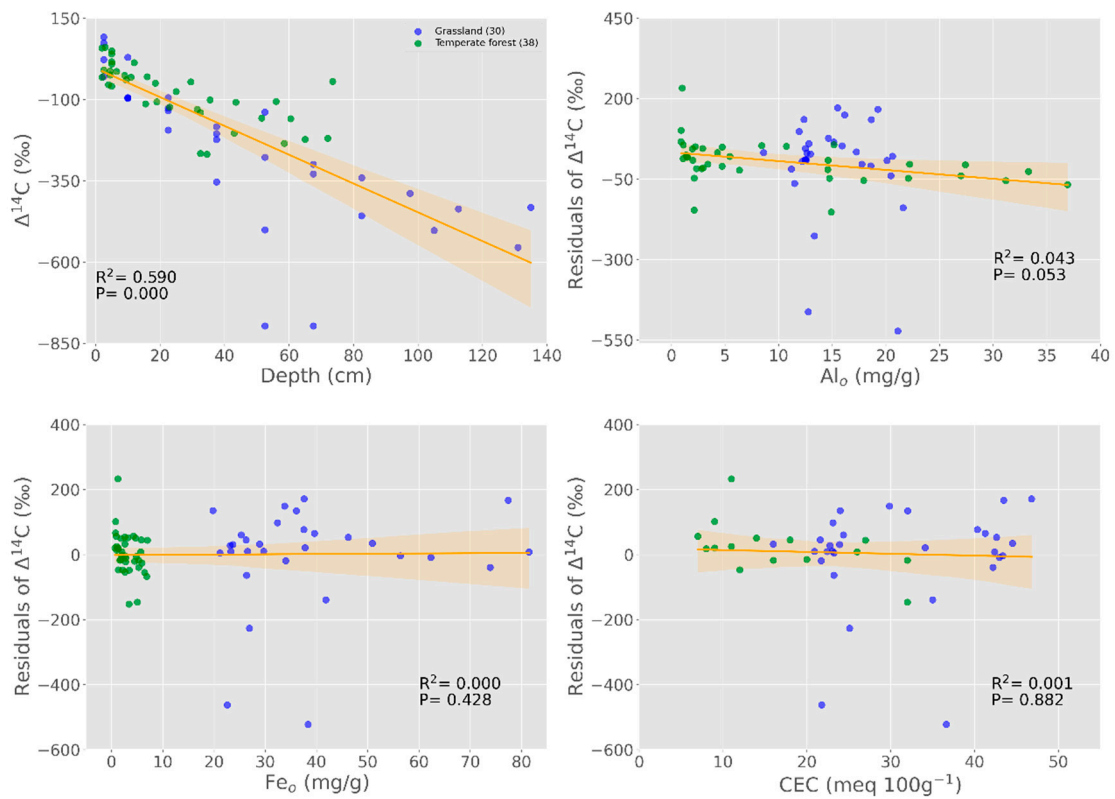 150
−100
−350
−600
−850
Δ¹⁴C (‰)
Grassland (30)
Temperate forest (38)
R²= 0.590
P= 0.000
0 20 40 60 80 100 120 140
Depth (cm)
450
200
−50
−300
−550
Residuals of Δ¹⁴C (‰)
R²= 0.043
P= 0.053
0 5 10 15 20 25 30 35 40
Alₒ (mg/g)
400
200
0
−200
−400
−600
Residuals of Δ¹⁴C (‰)
R²= 0.000
P= 0.428
0 10 20 30 40 50 60 70 80
Feₒ (mg/g)
400
200
0
−200
−400
−600
Residuals of Δ¹⁴C (‰)
R²= 0.001
P= 0.882
0 10 20 30 40 50
CEC (meq 100g⁻¹)